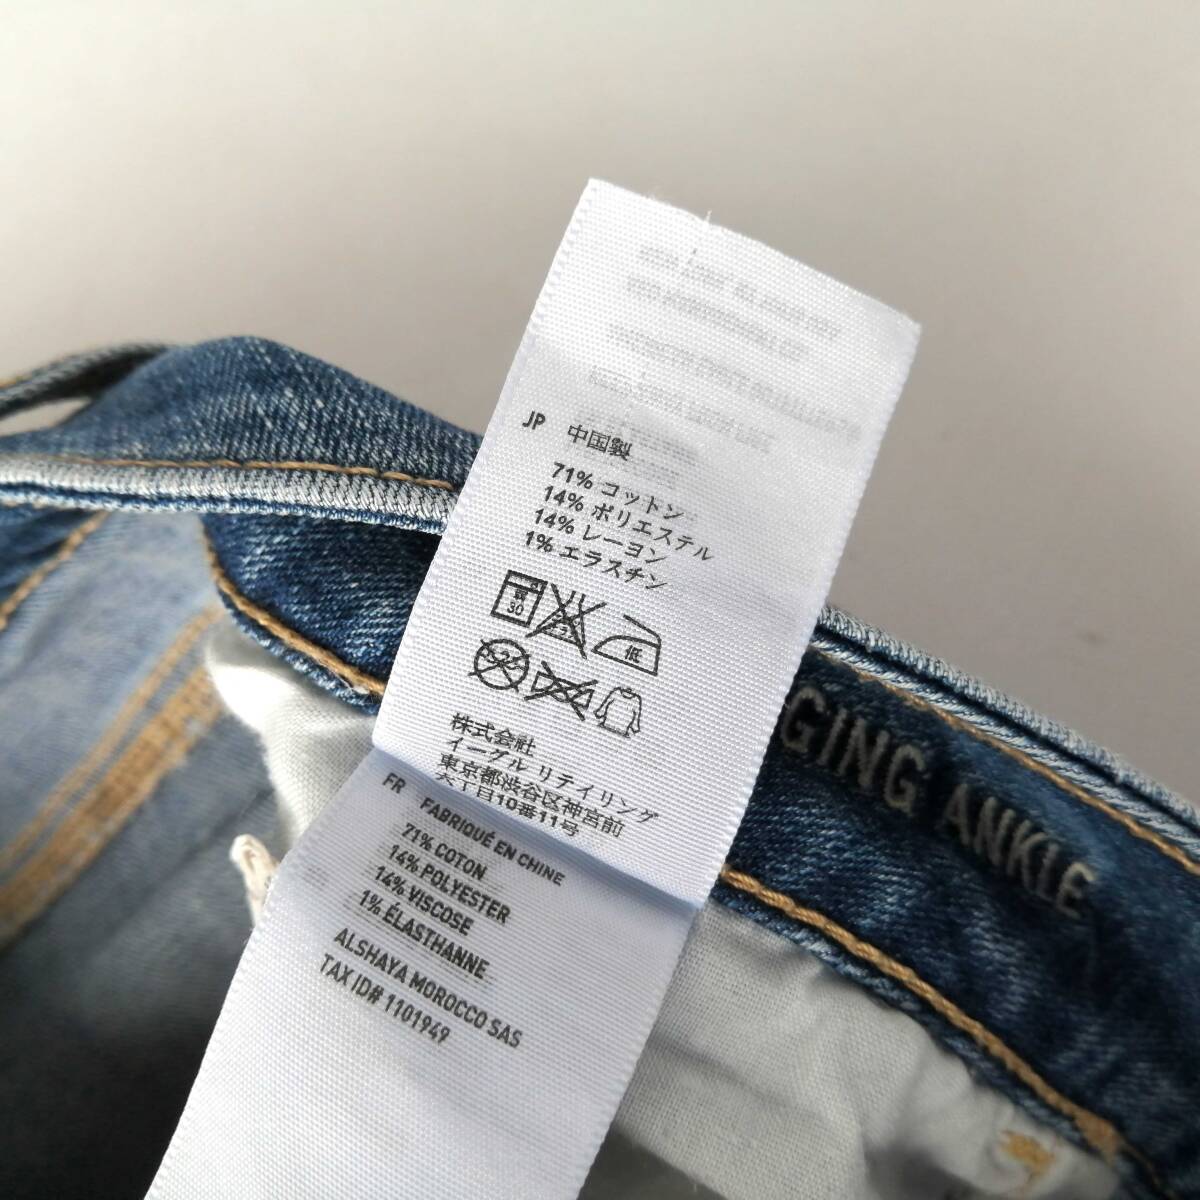 JP 中国製
71% コットン
14% ポリエステル
14% レーヨン
1% エラスチン
30
低
株式会社
イーグル リテイリング
東京都渋谷区神宮前
六丁目10番11号
FR FABRIQUÉ EN CHINE
71% COTON
14% POLYESTER
14% VISCOSE
1% ÉLASTHANNE
ALSHAYA MOROCCO SAS
TAX ID# 1101949
GING ANKLE